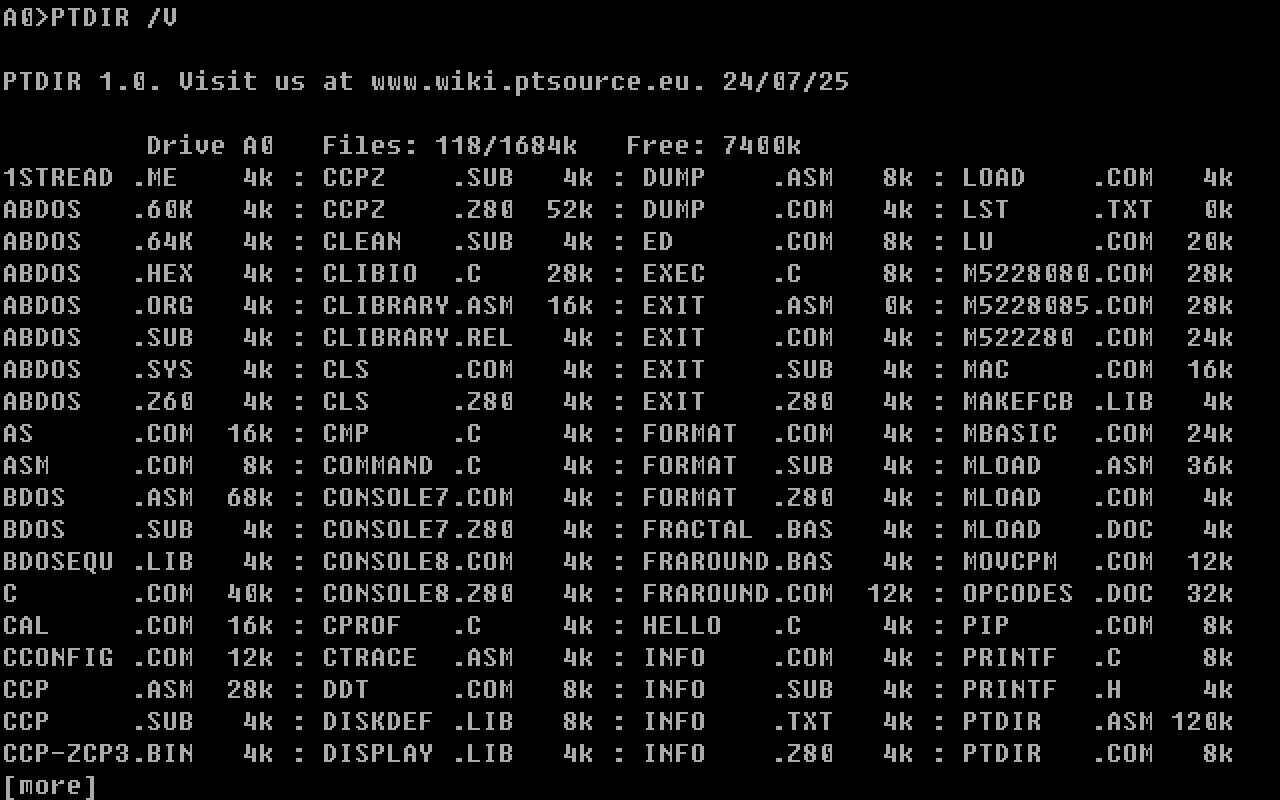 A0>PTDIR /V
PTDIR 1.0. Visit us at www.wiki.ptsource.eu. 24/07/25
         Drive A0   Files: 118/1684k   Free: 7400k
1STREAD .ME    4k : CCPZ    .SUB   4k : DUMP    .ASM   8k : LOAD    .COM   4k
ABDOS   .60K   4k : CCPZ    .Z80  52k : DUMP    .COM   4k : LST     .TXT   0k
ABDOS   .64K   4k : CLEAN   .SUB   4k : ED      .COM   8k : LU      .COM  20k
ABDOS   .HEX   4k : CLIBIO  .C    28k : EXEC    .C     8k : M5228080.COM  28k
ABDOS   .ORG   4k : CLIBRARY.ASM  16k : EXIT    .ASM   0k : M5228085.COM  28k
ABDOS   .SUB   4k : CLIBRARY.REL   4k : EXIT    .COM   4k : M522Z80 .COM  24k
ABDOS   .SYS   4k : CLS     .COM   4k : EXIT    .SUB   4k : MAC     .COM  16k
ABDOS   .Z60   4k : CLS     .Z80   4k : EXIT    .Z80   4k : MAKEFCB .LIB   4k
AS      .COM  16k : CMP     .C     4k : FORMAT  .COM   4k : MBASIC  .COM  24k
ASM     .COM   8k : COMMAND .C     4k : FORMAT  .SUB   4k : MLOAD   .ASM  36k
BDOS    .ASM  68k : CONSOLE7.COM   4k : FORMAT  .Z80   4k : MLOAD   .COM   4k
BDOS    .SUB   4k : CONSOLE7.Z80   4k : FRACTAL .BAS   4k : MLOAD   .DOC   4k
BDOSEQU .LIB   4k : CONSOLE8.COM   4k : FRAROUND.BAS   4k : MOVCPM  .COM  12k
C       .COM  40k : CONSOLE8.Z80   4k : FRAROUND.COM  12k : OPCODES .DOC  32k
CAL     .COM  16k : CPROF   .C     4k : HELLO   .C     4k : PIP     .COM   8k
CCONFIG .COM  12k : CTRACE  .ASM   4k : INFO    .COM   4k : PRINTF  .C     8k
CCP     .ASM  28k : DDT     .COM   8k : INFO    .SUB   4k : PRINTF  .H     4k
CCP     .SUB   4k : DISKDEF .LIB   8k : INFO    .TXT   4k : PTDIR   .ASM 120k
CCP-ZCP3.BIN   4k : DISPLAY .LIB   4k : INFO    .Z80   4k : PTDIR   .COM   8k
[more]